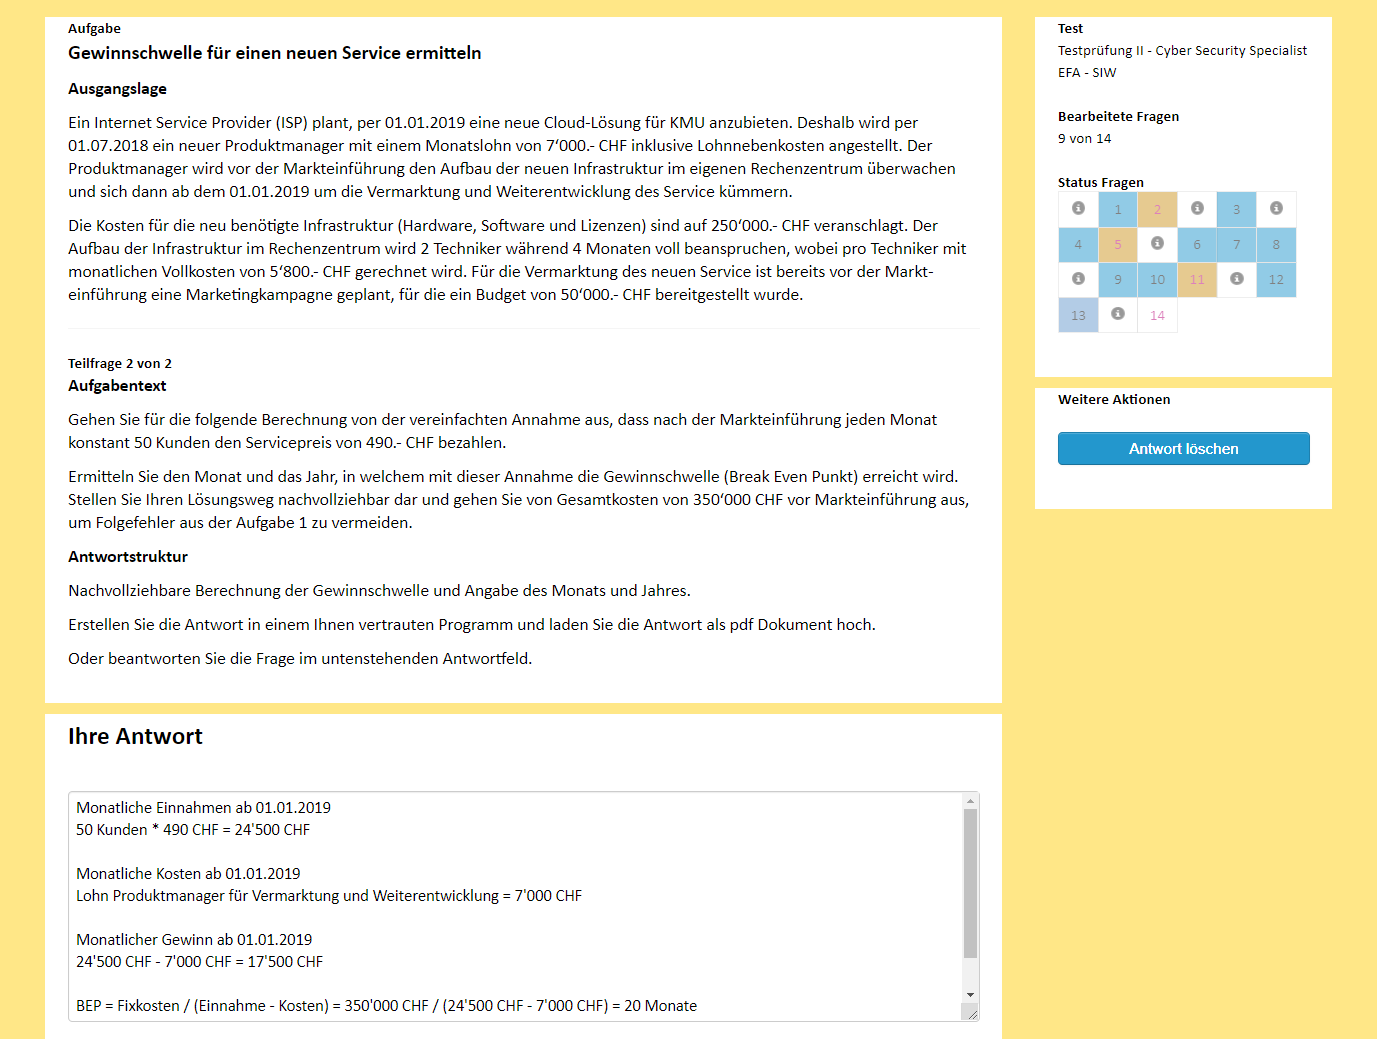 Aufgabe
Gewinnschwelle für einen neuen Service ermitteln
Ausgangslage
Ein Internet Service Provider (ISP) plant, per 01.01.2019 eine neue Cloud-Lösung für KMU anzubieten. Deshalb wird per
01.07.2018 ein neuer Produktmanager mit einem Monatslohn von 7‘000.- CHF inklusive Lohnnebenkosten angestellt. Der
Produktmanager wird vor der Markteinführung den Aufbau der neuen Infrastruktur im eigenen Rechenzentrum überwachen
und sich dann ab dem 01.01.2019 um die Vermarktung und Weiterentwicklung des Service kümmern.
Die Kosten für die neu benötigte Infrastruktur (Hardware, Software und Lizenzen) sind auf 250‘000.- CHF veranschlagt. Der
Aufbau der Infrastruktur im Rechenzentrum wird 2 Techniker während 4 Monaten voll beanspruchen, wobei pro Techniker mit
monatlichen Vollkosten von 5‘800.- CHF gerechnet wird. Für die Vermarktung des neuen Service ist bereits vor der Markt-
einführung eine Marketingkampagne geplant, für die ein Budget von 50‘000.- CHF bereitgestellt wurde.
Teilfrage 2 von 2
Aufgabentext
Gehen Sie für die folgende Berechnung von der vereinfachten Annahme aus, dass nach der Markteinführung jeden Monat
konstant 50 Kunden den Servicepreis von 490.- CHF bezahlen.
Ermitteln Sie den Monat und das Jahr, in welchem mit dieser Annahme die Gewinnschwelle (Break Even Punkt) erreicht wird.
Stellen Sie Ihren Lösungsweg nachvollziehbar dar und gehen Sie von Gesamtkosten von 350‘000 CHF vor Markteinführung aus,
um Folgefehler aus der Aufgabe 1 zu vermeiden.
Antwortstruktur
Nachvollziehbare Berechnung der Gewinnschwelle und Angabe des Monats und Jahres.
Erstellen Sie die Antwort in einem Ihnen vertrauten Programm und laden Sie die Antwort als pdf Dokument hoch.
Oder beantworten Sie die Frage im untenstehenden Antwortfeld.
Ihre Antwort
Monatliche Einnahmen ab 01.01.2019
50 Kunden * 490 CHF = 24'500 CHF
Monatliche Kosten ab 01.01.2019
Lohn Produktmanager für Vermarktung und Weiterentwicklung = 7'000 CHF
Monatlicher Gewinn ab 01.01.2019
24'500 CHF - 7'000 CHF = 17'500 CHF
BEP = Fixkosten / (Einnahme - Kosten) = 350'000 CHF / (24'500 CHF - 7'000 CHF) = 20 Monate
Test
Testprüfung II - Cyber Security Specialist
EFA - SIW
Bearbeitete Fragen
9 von 14
Status Fragen
1 2 3
4 5 6 7 8
9 10 11 12
13 14
Weitere Aktionen
Antwort löschen